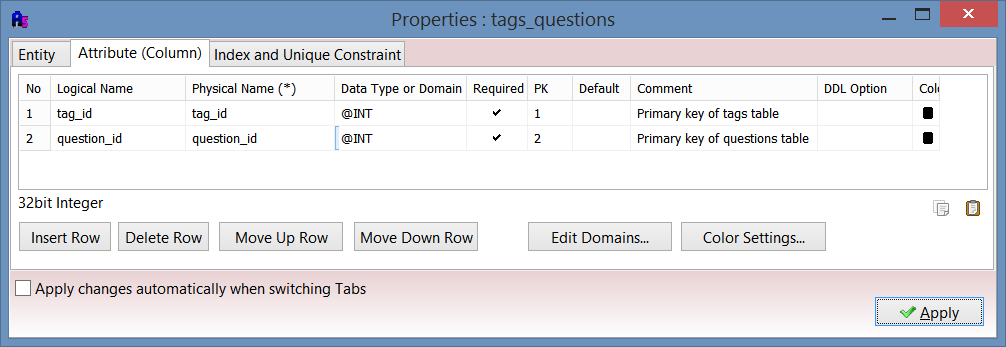 Properties : tags_questions
Entity Attribute (Column) Index and Unique Constraint
No Logical Name Physical Name (*) Data Type or Domain Required PK Default Comment DDL Option Colo
1 tag_id tag_id @INT 1 Primary key of tags table
2 question_id question_id @INT 2 Primary key of questions table
32bit Integer
Insert Row Delete Row Move Up Row Move Down Row Edit Domains... Color Settings...
Apply changes automatically when switching Tabs
Apply